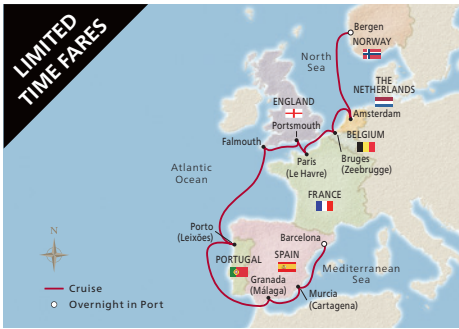 LIMITED
TIME FARES
Bergen
NORWAY
North
Sea
THE
NETHERLANDS
Amsterdam
ENGLAND
Portsmouth
BELGIUM
Falmouth
Bruges
(Zeebrugge)
Paris
(Le Havre)
Atlantic
Ocean
FRANCE
Porto
(Leixões)
Barcelona
N
PORTUGAL
SPAIN
Mediterranean
Sea
Granada
(Málaga)
Murcia
(Cartagena)
Cruise
Overnight in Port